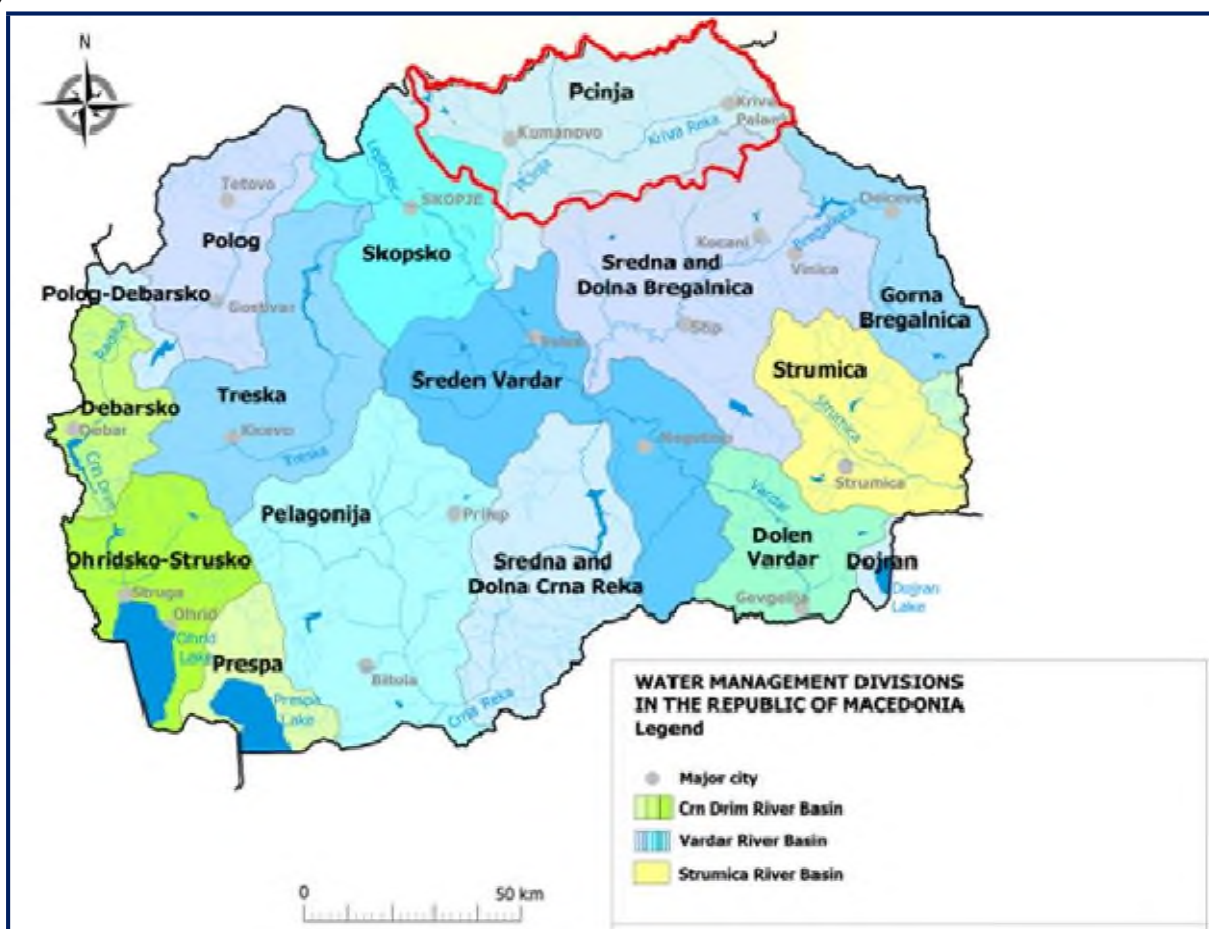 N
Pcinja
Kriva
Palank
Kumanovo
Kriva Reka
Pcinja
Lepenec
Tetovo
SKOPJE
Delcevo
Polog
Skopsko
Kocani
Bregalnica
Vinica
Sredna and
Dolna Bregalnica
Polog-Debarsko
Gostivar
Gorna
Bregalnica
Radika
Stip
Treska
Sreden Vardar
Strumica
Debarsko
Debar
Kicevo
Strumica
Treska
Negotino
Crn Drim
Vardar
Strumica
Pelagonija
Prilep
Ohridsko-Strusko
Sredna and
Dolna Crna Reka
Dolen
Vardar
Dojran
Struga
Gevgelija
Dojran
Lake
Ohrid
Ohrid
Lake
Prespa
Bitola
Prespa
Lake
Crna Reka
WATER MANAGEMENT DIVISIONS
IN THE REPUBLIC OF MACEDONIA
Legend
Major city
Crn Drim River Basin
Vardar River Basin
Strumica River Basin
0 50 km